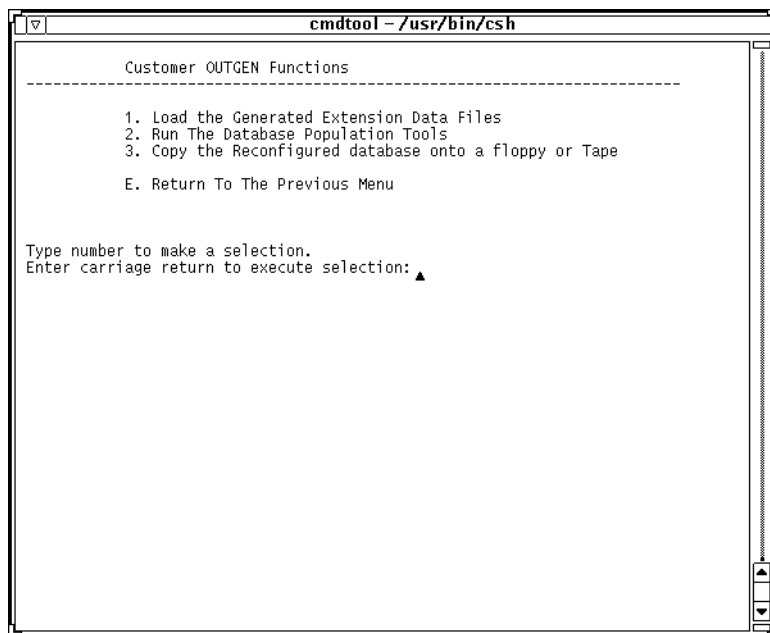 cmdtool – /usr/bin/csh
Customer OUTGEN Functions
-------------------------------------------------------------------------
1. Load the Generated Extension Data Files
2. Run The Database Population Tools
3. Copy the Reconfigured database onto a floppy or Tape
E. Return To The Previous Menu
Type number to make a selection.
Enter carriage return to execute selection: